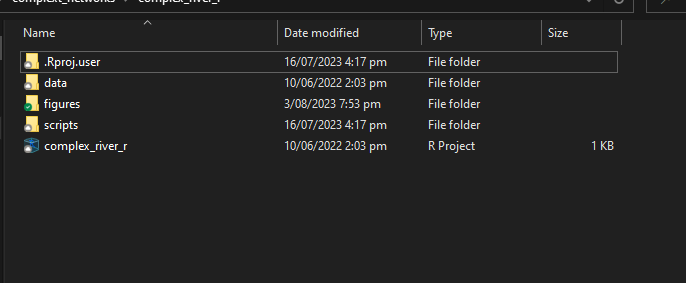 complext_networks › complex_river_r
Name Date modified Type Size
.Rproj.user 16/07/2023 4:17 pm File folder
data 10/06/2022 2:03 pm File folder
figures 3/08/2023 7:53 pm File folder
scripts 16/07/2023 4:17 pm File folder
complex_river_r 10/06/2022 2:03 pm R Project 1 KB